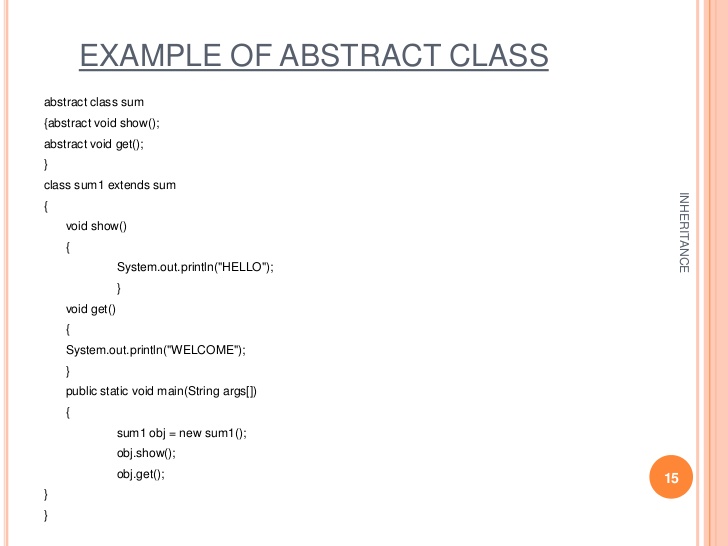 EXAMPLE OF ABSTRACT CLASS
abstract class sum
{abstract void show();
abstract void get();
}
class sum1 extends sum
{
void show()
{
System.out.println("HELLO");
}
void get()
{
System.out.println("WELCOME");
}
public static void main(String args[])
{
sum1 obj = new sum1();
obj.show();
obj.get();
}
}
INHERITANCE
15